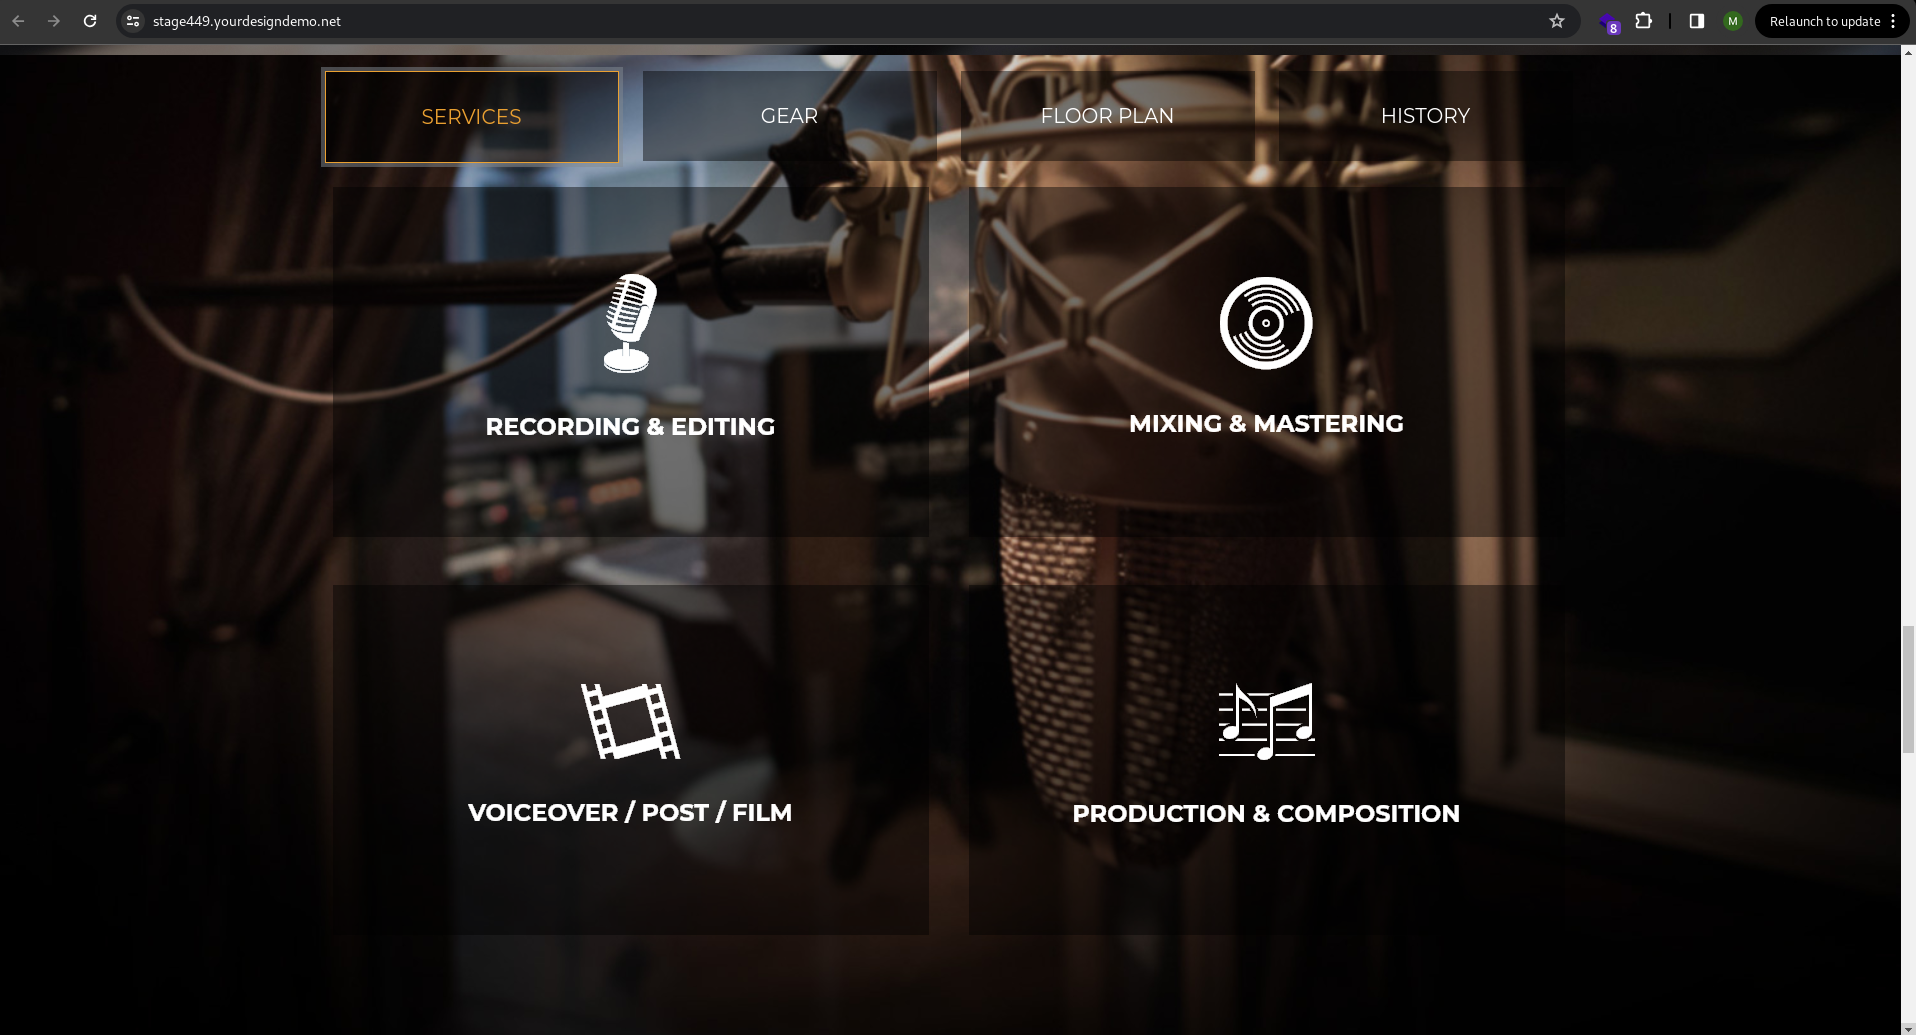 stage449.yourdesigndemo.net
8
M
Relaunch to update
SERVICES
GEAR
FLOOR PLAN
HISTORY
RECORDING & EDITING
MIXING & MASTERING
VOICEOVER / POST / FILM
PRODUCTION & COMPOSITION